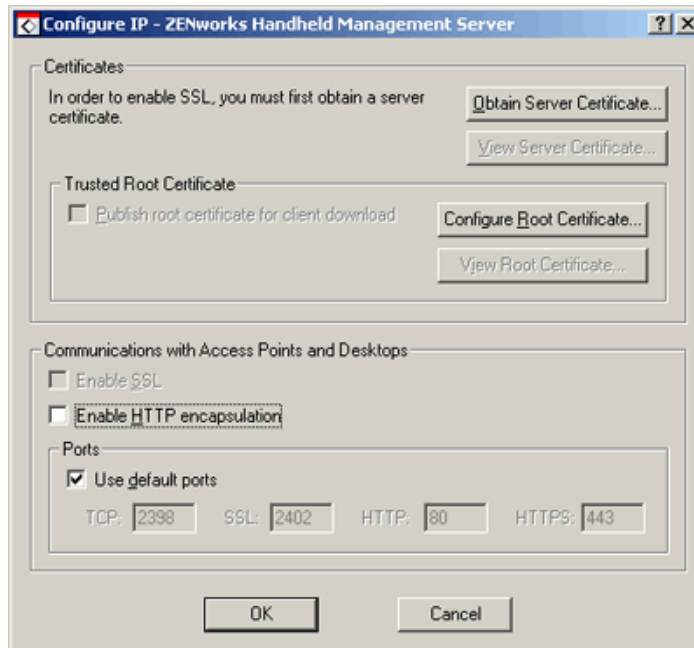 Configure IP - ZENworks Handheld Management Server
Certificates
In order to enable SSL, you must first obtain a server
certificate.
Obtain Server Certificate...
View Server Certificate...
Trusted Root Certificate
Publish root certificate for client download
Configure Root Certificate...
View Root Certificate...
Communications with Access Points and Desktops
Enable SSL
Enable HTTP encapsulation
Ports
Use default ports
TCP: 2398 SSL: 2402 HTTP: 80 HTTPS: 443
OK Cancel